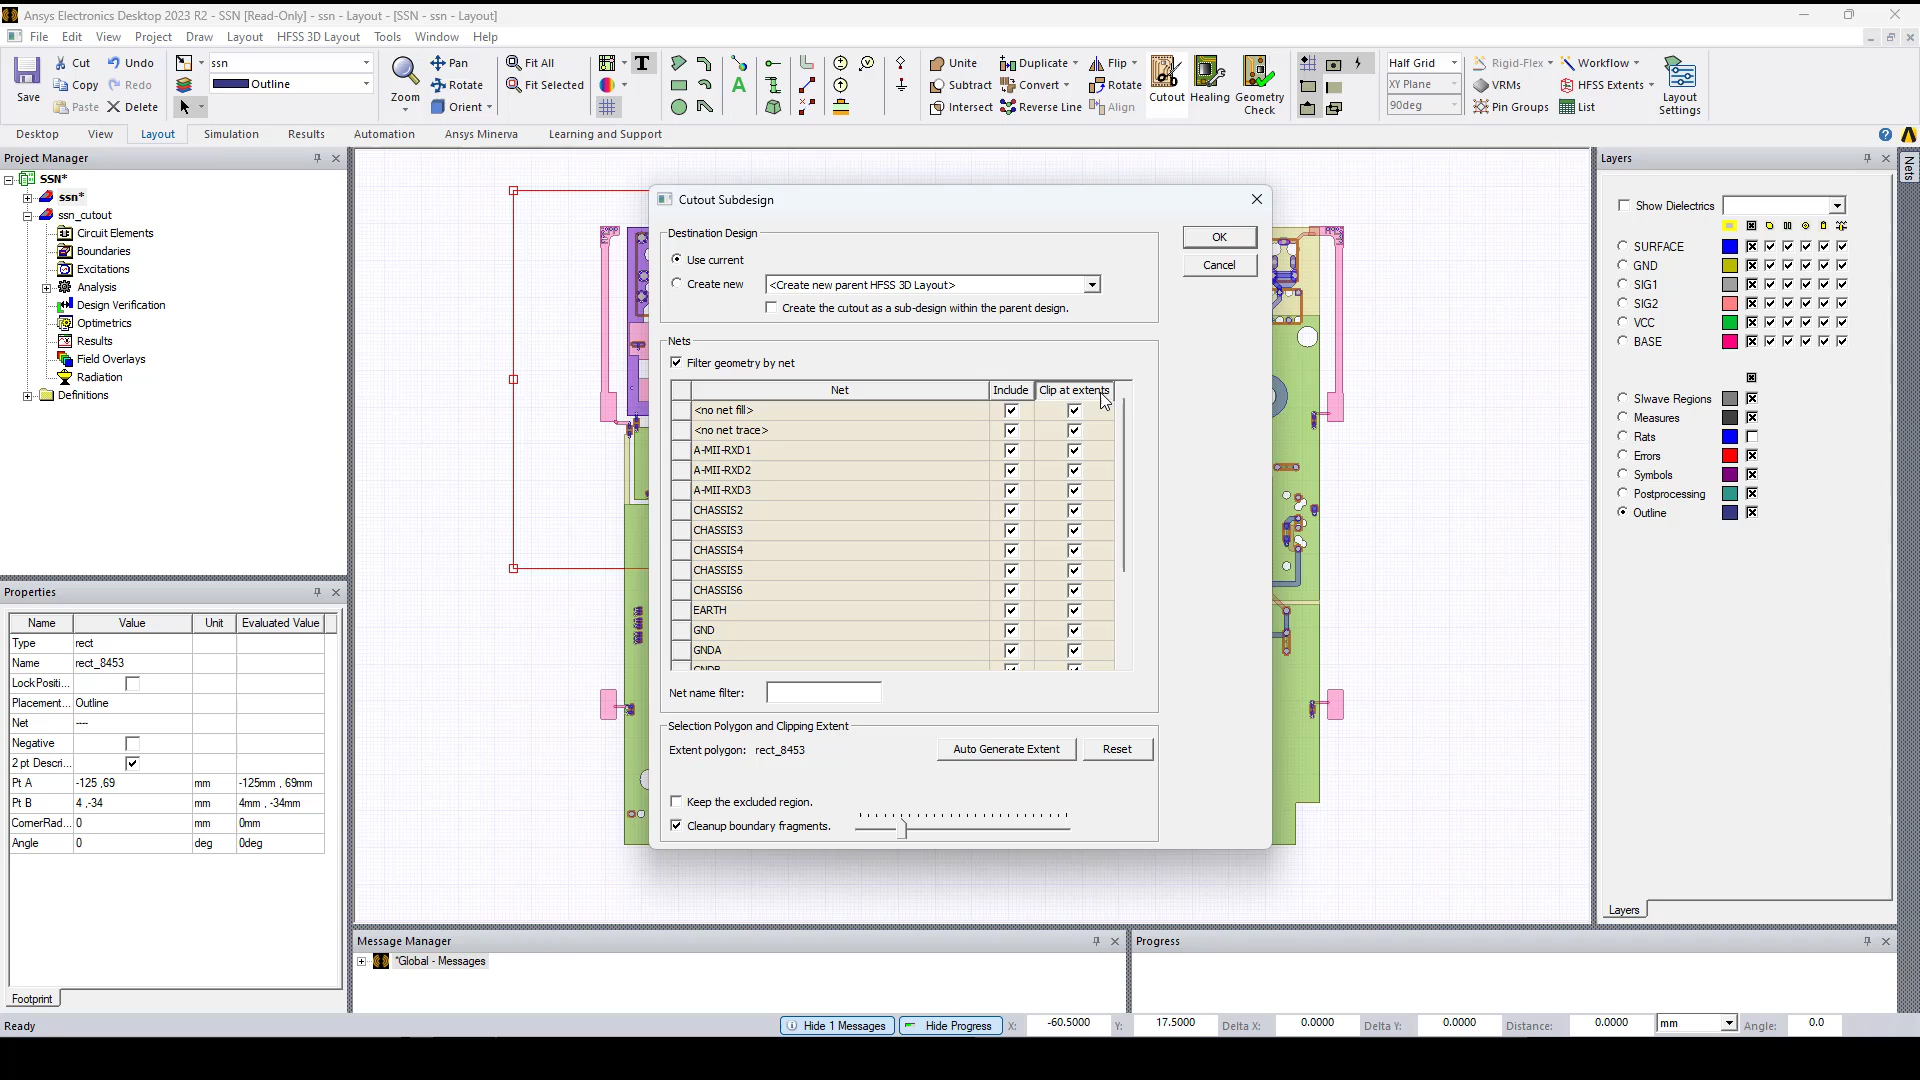 Ansys Electronics Desktop 2023 R2 - SSN [Read-Only] - ssn - Layout - [SSN - ssn - Layout]
File Edit View Project Draw Layout HFSS 3D Layout Tools Window Help
Save
Cut Undo
Copy Redo
Paste Delete
ssn
Outline
Zoom
Pan
Rotate
Orient
Fit All
Fit Selected
Unite Duplicate Flip
Subtract Convert Rotate
Intersect Reverse Line Align
Cutout Healing Geometry Check
Half Grid
XY Plane
90deg
Rigid-Flex Workflow
VRMs HFSS Extents
Pin Groups List
Layout Settings
Desktop View Layout Simulation Results Automation Ansys Minerva Learning and Support
Project Manager
SSN*
ssn*
ssn_cutout
Circuit Elements
Boundaries
Excitations
Analysis
Design Verification
Optimetrics
Results
Field Overlays
Radiation
Definitions
Properties
Name Value Unit Evaluated Value
Type rect
Name rect_8453
LockPositi...
Placement... Outline
Net ----
Negative
2 pt Descri...
Pt A -125 ,69 mm -125mm , 69mm
Pt B 4 ,-34 mm 4mm , -34mm
CornerRad... 0 mm 0mm
Angle 0 deg 0deg
Footprint
Cutout Subdesign
Destination Design
Use current
Create new <Create new parent HFSS 3D Layout>
Create the cutout as a sub-design within the parent design.
OK
Cancel
Nets
Filter geometry by net
Net Include Clip at extents
<no net fill>
<no net trace>
A-MII-RXD1
A-MII-RXD2
A-MII-RXD3
CHASSIS2
CHASSIS3
CHASSIS4
CHASSIS5
CHASSIS6
EARTH
GND
GNDA
Net name filter:
Selection Polygon and Clipping Extent
Extent polygon: rect_8453 Auto Generate Extent Reset
Keep the excluded region.
Cleanup boundary fragments.
Layers
Show Dielectrics
SURFACE
GND
SIG1
SIG2
VCC
BASE
SIwave Regions
Measures
Rats
Errors
Symbols
Postprocessing
Outline
Layers
Nets
Message Manager
*Global - Messages
Progress
Ready Hide 1 Messages Hide Progress X: -60.5000 Y: 17.5000 Delta X: 0.0000 Delta Y: 0.0000 Distance: 0.0000 mm Angle: 0.0